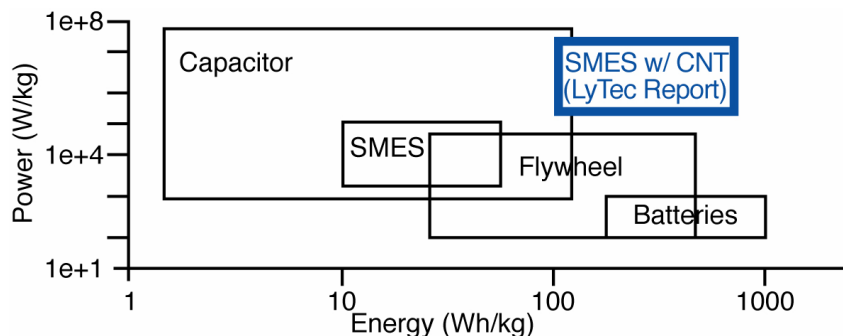 1e+8
Capacitor
SMES w/ CNT
(LyTec Report)
Power (W/kg)
SMES
1e+4
Flywheel
Batteries
1e+1
1
10
100
1000
Energy (Wh/kg)